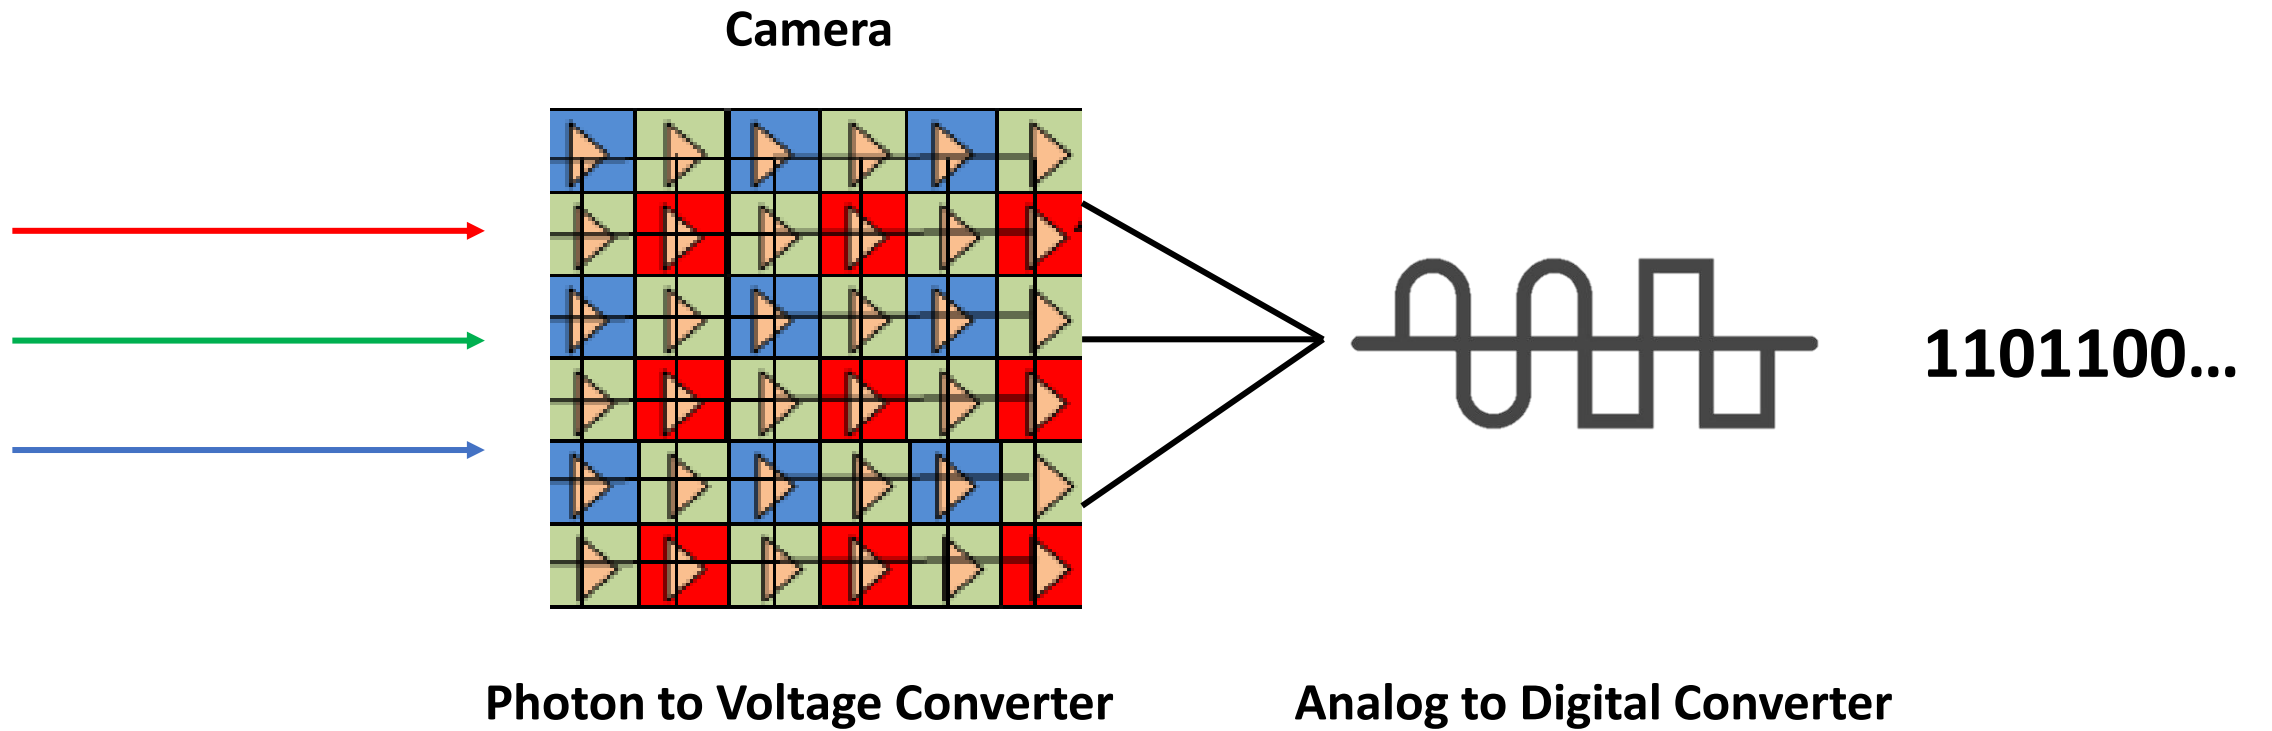 Camera
1101100...
Photon to Voltage Converter
Analog to Digital Converter